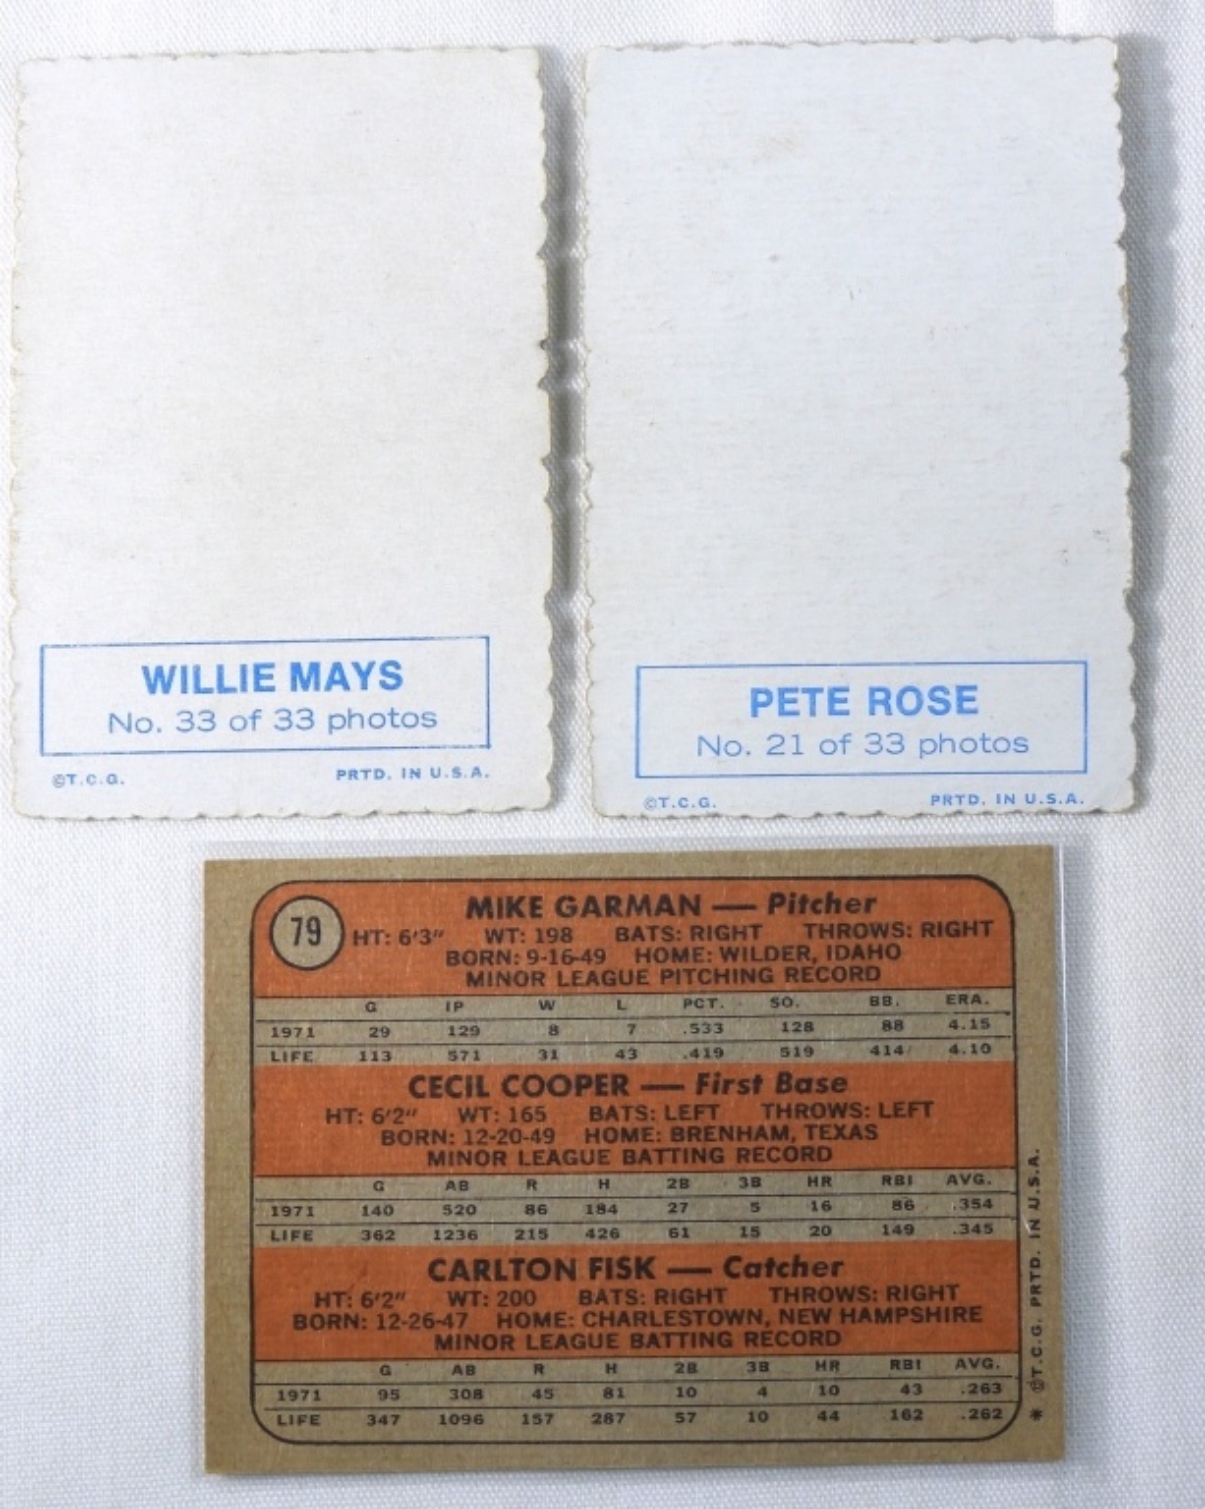 WILLIE MAYS
No. 33 of 33 photos
©T.C.G. PRTD. IN U.S.A.
PETE ROSE
No. 21 of 33 photos
©T.C.G. PRTD. IN U.S.A.
79
MIKE GARMAN — Pitcher
HT: 6'3" WT: 198 BATS: RIGHT THROWS: RIGHT
BORN: 9-16-49 HOME: WILDER, IDAHO
MINOR LEAGUE PITCHING RECORD
G IP W L PCT. SO. BB. ERA.
1971 29 129 8 7 .533 128 88 4.15
LIFE 113 571 31 43 .419 519 414 4.10
CECIL COOPER — First Base
HT: 6'2" WT: 165 BATS: LEFT THROWS: LEFT
BORN: 12-20-49 HOME: BRENHAM, TEXAS
MINOR LEAGUE BATTING RECORD
G AB R H 2B 3B HR RBI AVG.
1971 140 520 86 184 27 5 16 86 .354
LIFE 362 1236 215 426 61 15 20 149 .345
CARLTON FISK — Catcher
HT: 6'2" WT: 200 BATS: RIGHT THROWS: RIGHT
BORN: 12-26-47 HOME: CHARLESTOWN, NEW HAMPSHIRE
MINOR LEAGUE BATTING RECORD
G AB R H 2B 3B HR RBI AVG.
1971 95 308 45 81 10 4 10 43 .263
LIFE 347 1096 157 287 57 10 44 162 .262
* ©T.C.G. PRTD. IN U.S.A.